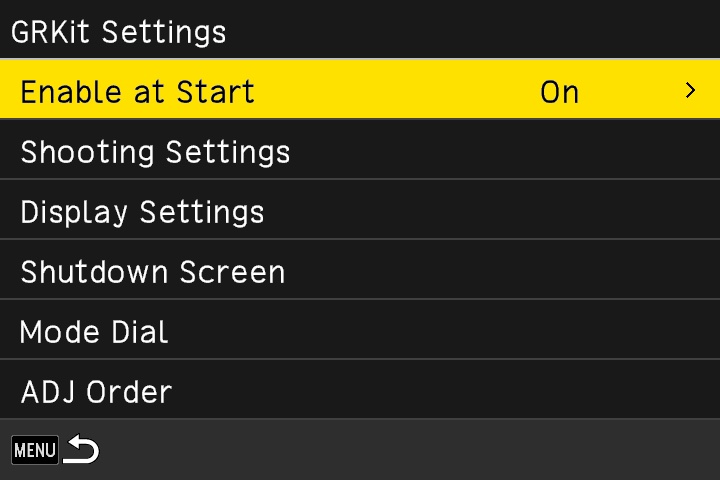 GRKit Settings
Enable at Start On >
Shooting Settings
Display Settings
Shutdown Screen
Mode Dial
ADJ Order
MENU